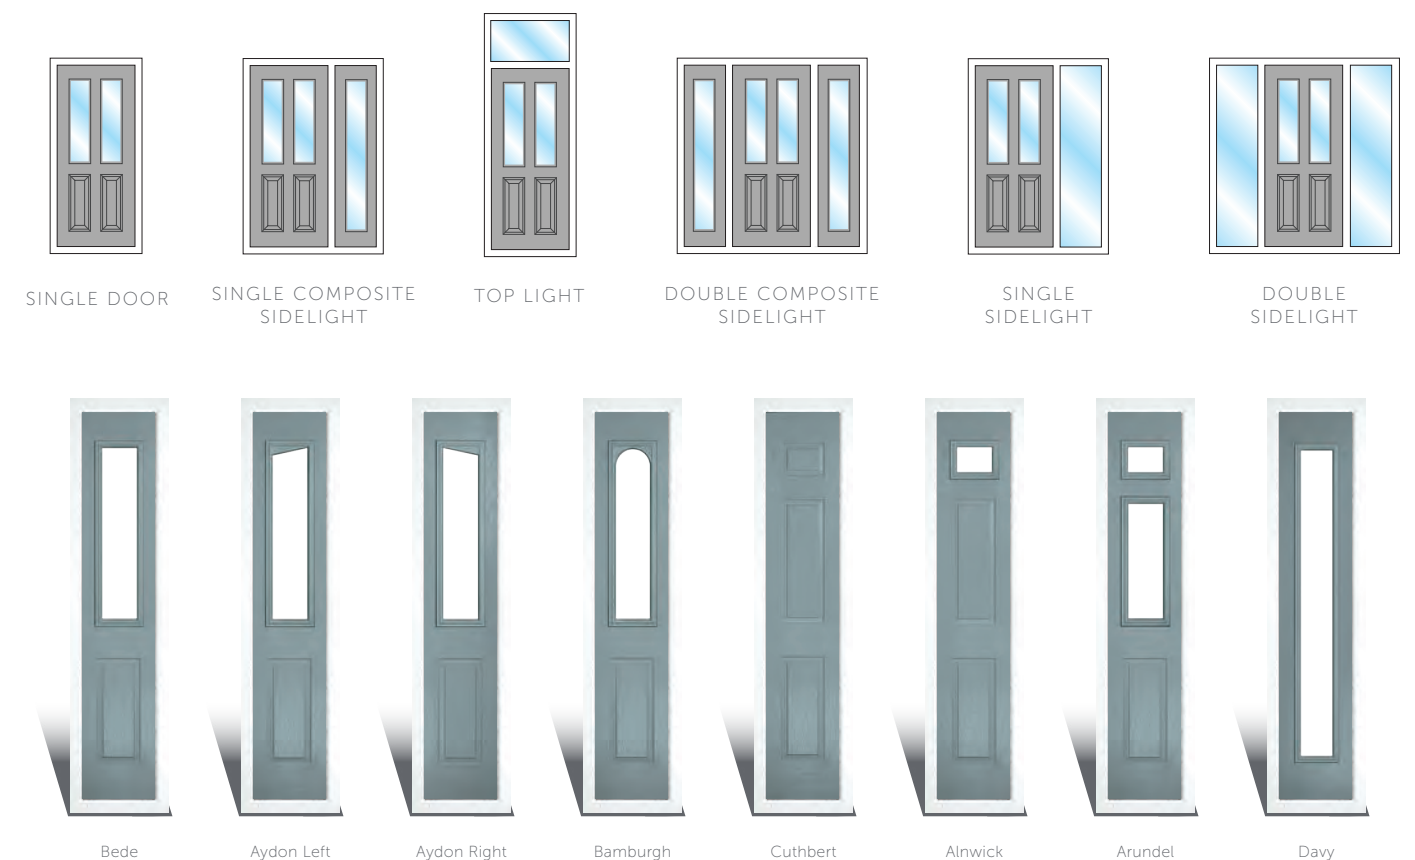 SINGLE DOOR
SINGLE COMPOSITE
SIDELIGHT
TOP LIGHT
DOUBLE COMPOSITE
SIDELIGHT
SINGLE
SIDELIGHT
DOUBLE
SIDELIGHT
Bede
Aydon Left
Aydon Right
Bamburgh
Cuthbert
Alnwick
Arundel
Davy